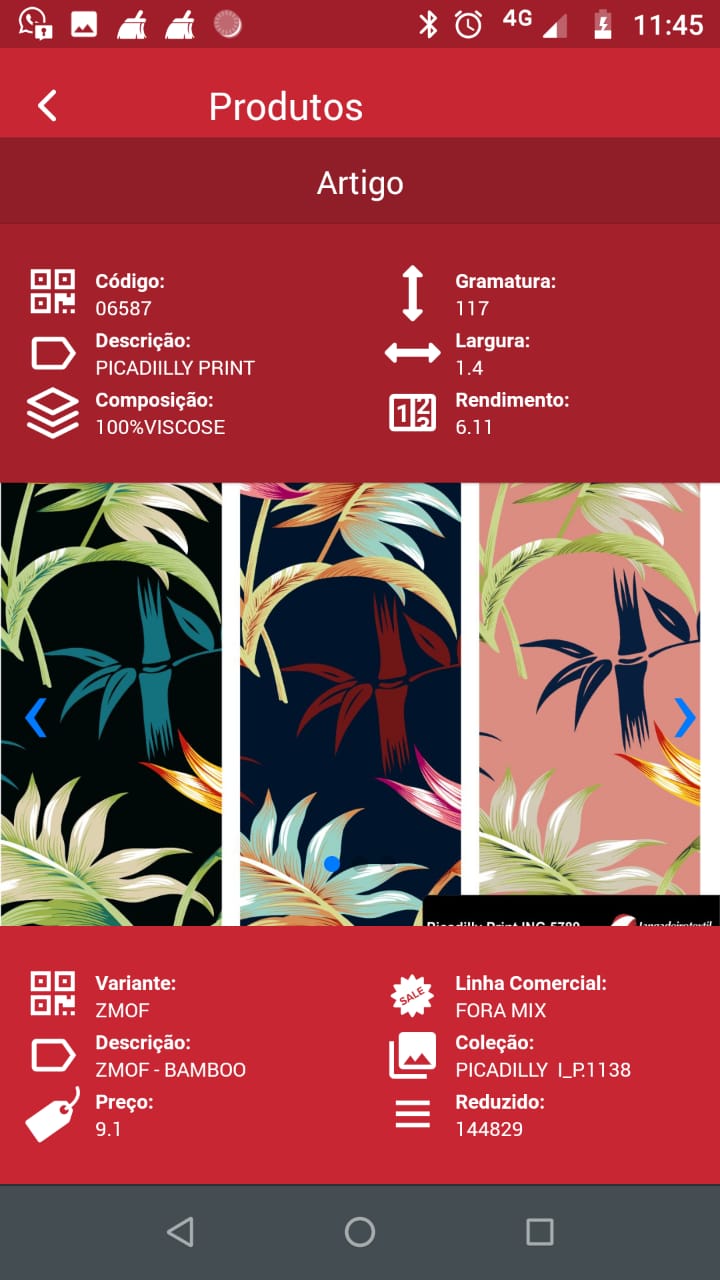 4G 11:45
Produtos
Artigo
Código:
06587
Descrição:
PICADIILLY PRINT
Composição:
100%VISCOSE
Gramatura:
117
Largura:
1.4
Rendimento:
6.11
Picadilly Print ING 5780
Variante:
ZMOF
Descrição:
ZMOF - BAMBOO
Preço:
9.1
SALE
Linha Comercial:
FORA MIX
Coleção:
PICADILLY I_P.1138
Reduzido:
144829